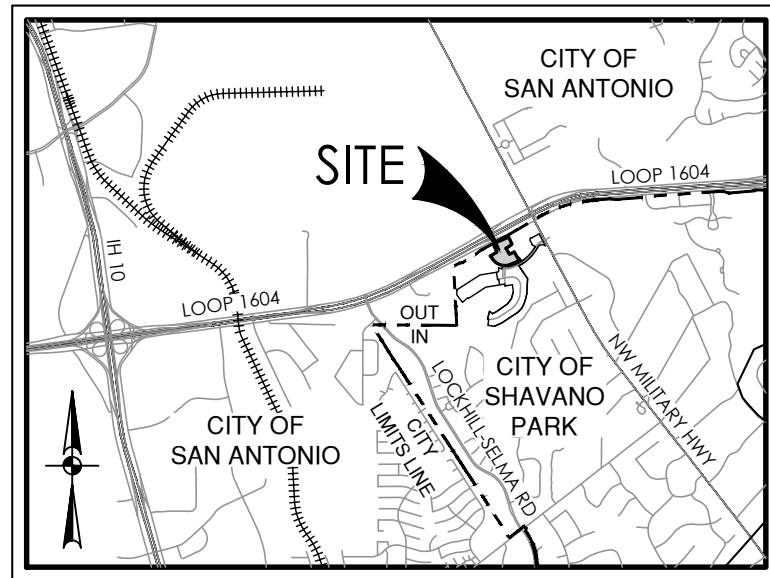 CITY OF
SAN ANTONIO
SITE
LOOP 1604
IH 10
LOOP 1604
OUT
IN
CITY OF
SHAVANO
PARK
NW MILITARY HWY
LOCKHILL-SELMA RD
CITY
LIMITS LINE
CITY OF
SAN ANTONIO